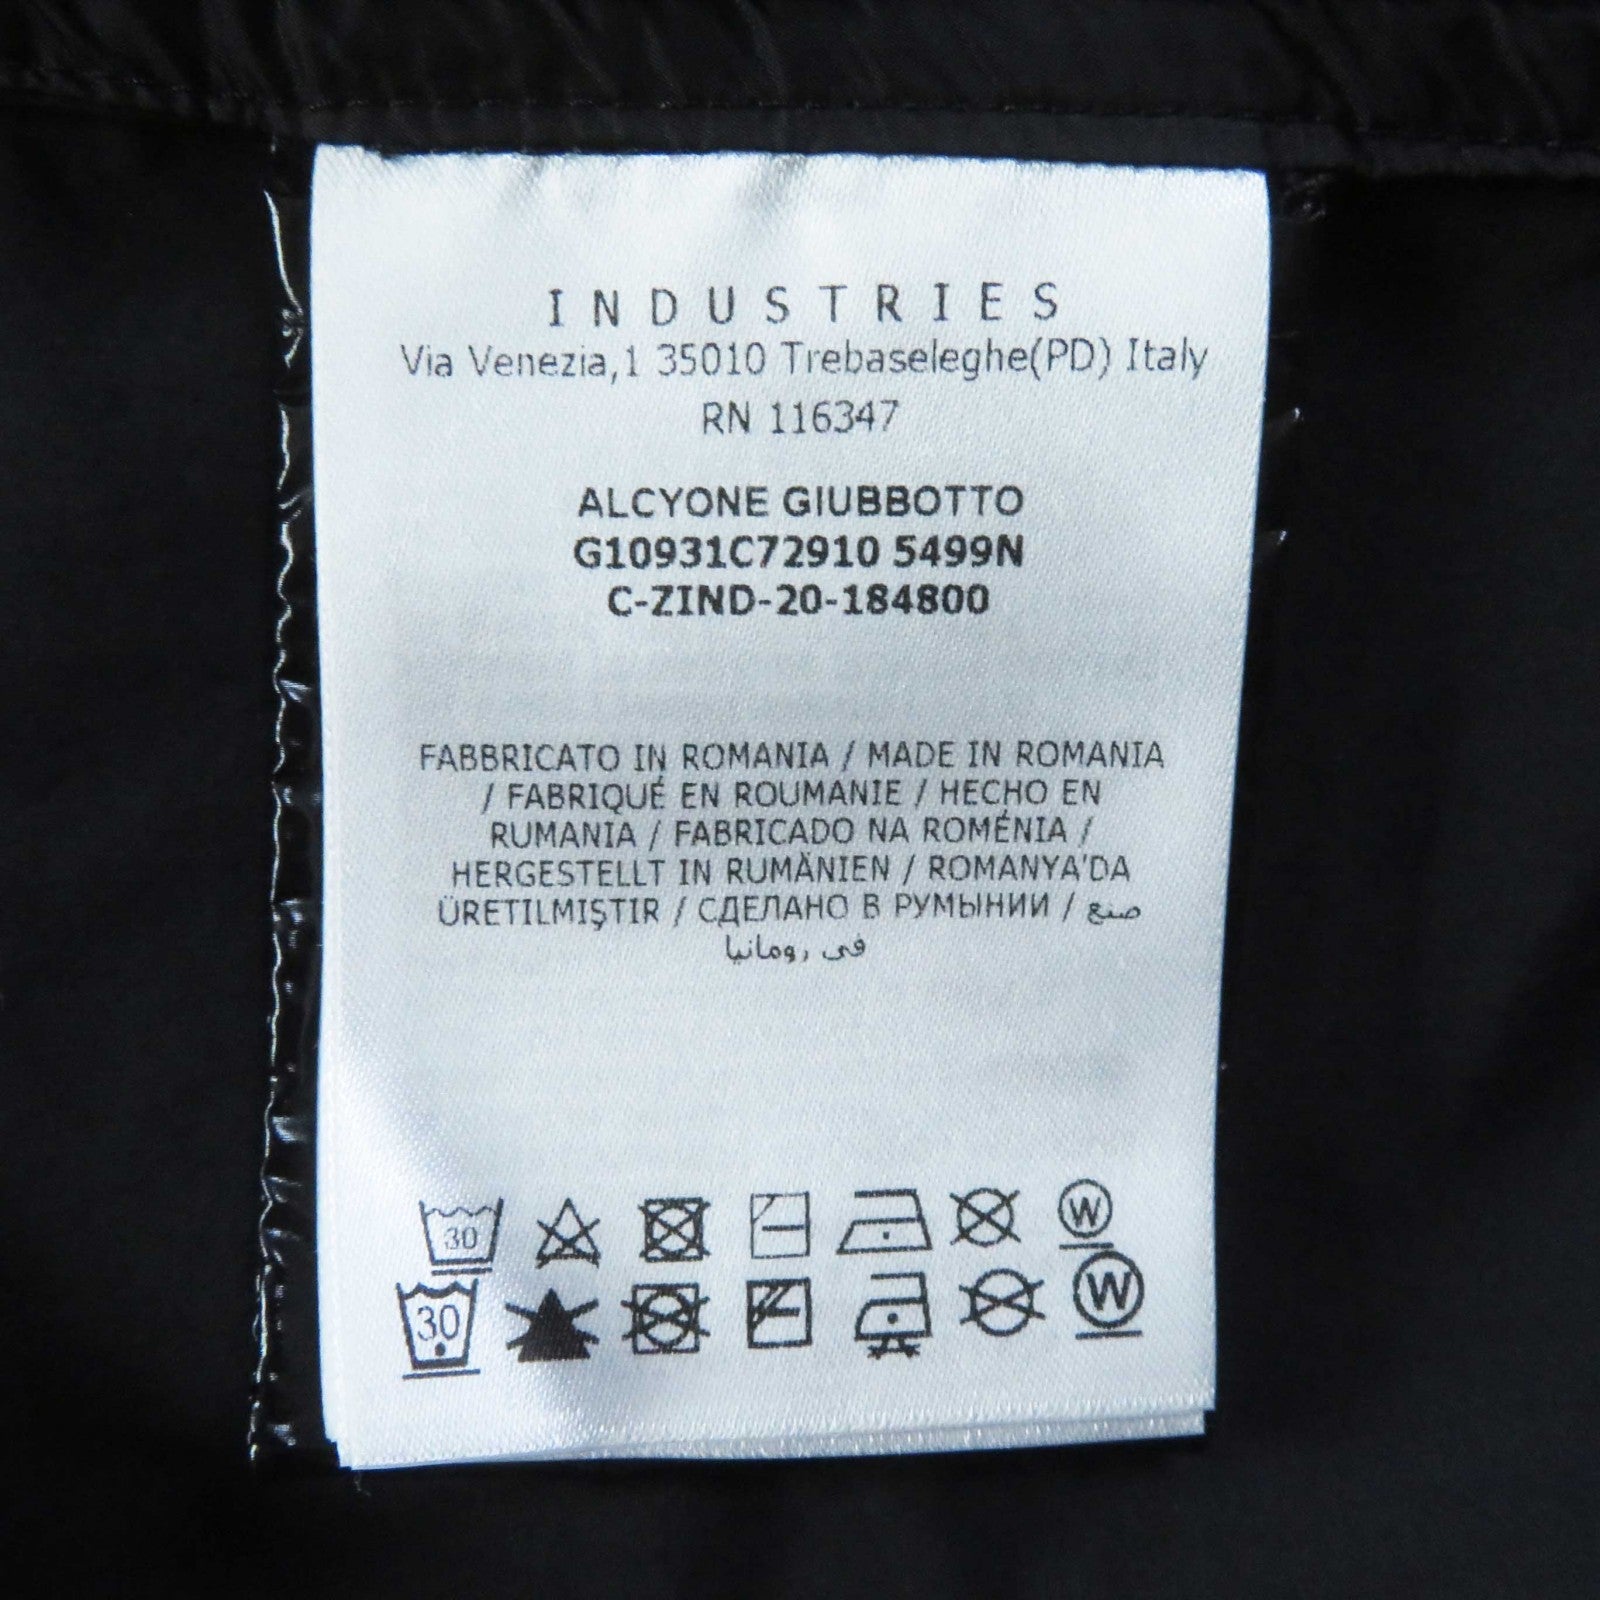 INDUSTRIES
Via Venezia,1 35010 Trebaseleghe(PD) Italy
RN 116347
ALCYONE GIUBBOTTO
G10931C72910 5499N
C-ZIND-20-184800
FABBRICATO IN ROMANIA / MADE IN ROMANIA
/ FABRIQUÉ EN ROUMANIE / HECHO EN
RUMANIA / FABRICADO NA ROMÉNIA /
HERGESTELLT IN RUMÄNIEN / ROMANYA'DA
ÜRETILMIŞTIR / СДЕЛАНО В РУМЫНИИ / صنع
في رومانيا
30 W
30 W